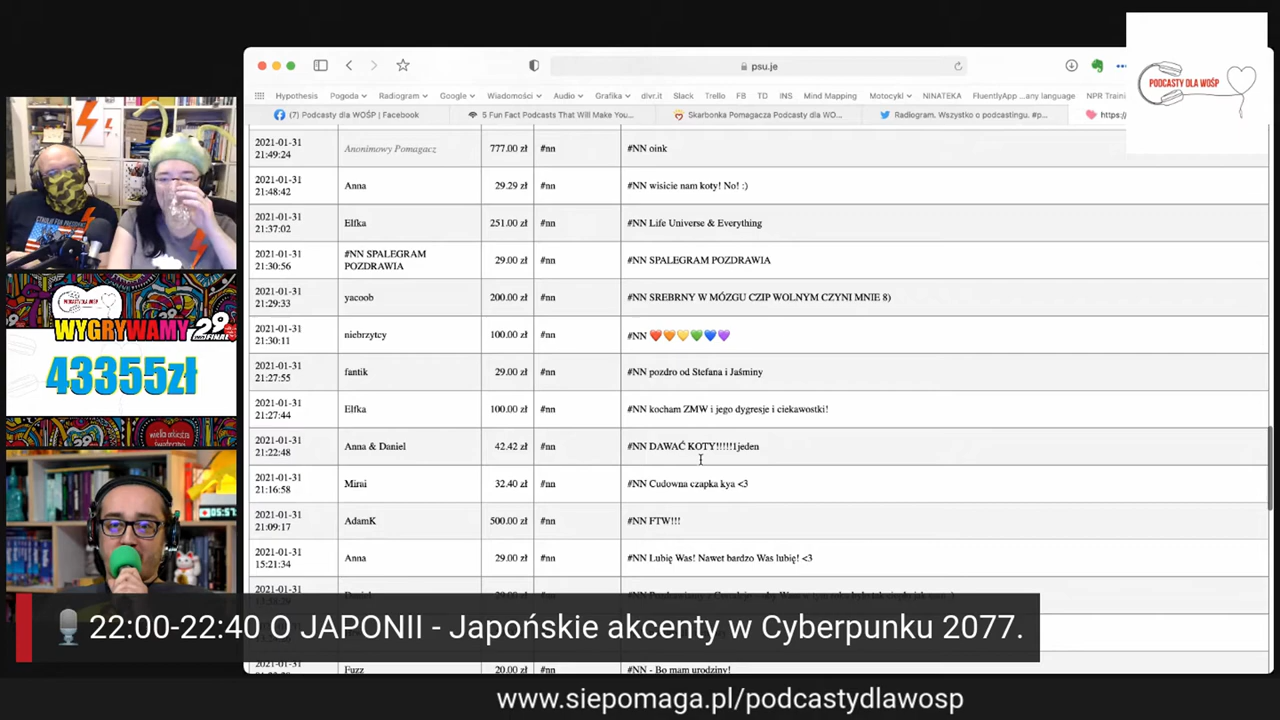 PODCASTY DLA WOŚP
psu.je
Hypothesis Pogoda Radiogram Google Wiadomości Audio Grafika divr.it Slack Trello FB TD INS Mind Mapping Motocykl NiNATEKA FluentlyApp ...any language NPR Traini
(7) Podcasty dla WOŚP | Facebook
5 Fun Fact Podcasts That Will Make You...
Skarbonka Pomagacza Podcasty dla WO...
Radiogram. Wszystko o podcastingu. #p...
https:/
2021-01-31 21:49:24 Anonimowy Pomagacz 777.00 zł #nn #NN oink
2021-01-31 21:48:42 Anna 29.29 zł #nn #NN wisicie nam koty! No! :)
2021-01-31 21:37:02 Elfka 251.00 zł #nn #NN Life Universe & Everything
2021-01-31 21:30:56 #NN SPALEGRAM POZDRAWIA 29.00 zł #nn #NN SPALEGRAM POZDRAWIA
2021-01-31 21:29:33 yacoob 200.00 zł #nn #NN SREBRNY W MÓZGU CZIP WOLNYM CZYNI MNIE 8)
2021-01-31 21:30:11 niebrzytcy 100.00 zł #nn #NN ❤️🧡💛💚💙💜
2021-01-31 21:27:55 fantik 29.00 zł #nn #NN pozdro od Stefana i Jaśminy
2021-01-31 21:27:44 Elfka 100.00 zł #nn #NN kocham ZMW i jego dygresje i ciekawostki!
2021-01-31 21:22:48 Anna & Daniel 42.42 zł #nn #NN DAWAĆ KOTY!!!!!1jeden
2021-01-31 21:16:58 Mirai 32.40 zł #nn #NN Cudowna czapka kya <3
2021-01-31 21:09:17 AdamK 500.00 zł #nn #NN FTW!!!
2021-01-31 15:21:34 Anna 29.00 zł #nn #NN Lubię Was! Nawet bardzo Was lubię! <3
2021-01-31
Fuzz 20.00 zł #nn #NN - Bo mam urodziny!
WYGRYWAMY 29 FINAŁ
43355zł
05:57
22:00-22:40 O JAPONII - Japońskie akcenty w Cyberpunku 2077.
www.siepomaga.pl/podcastydlawosp